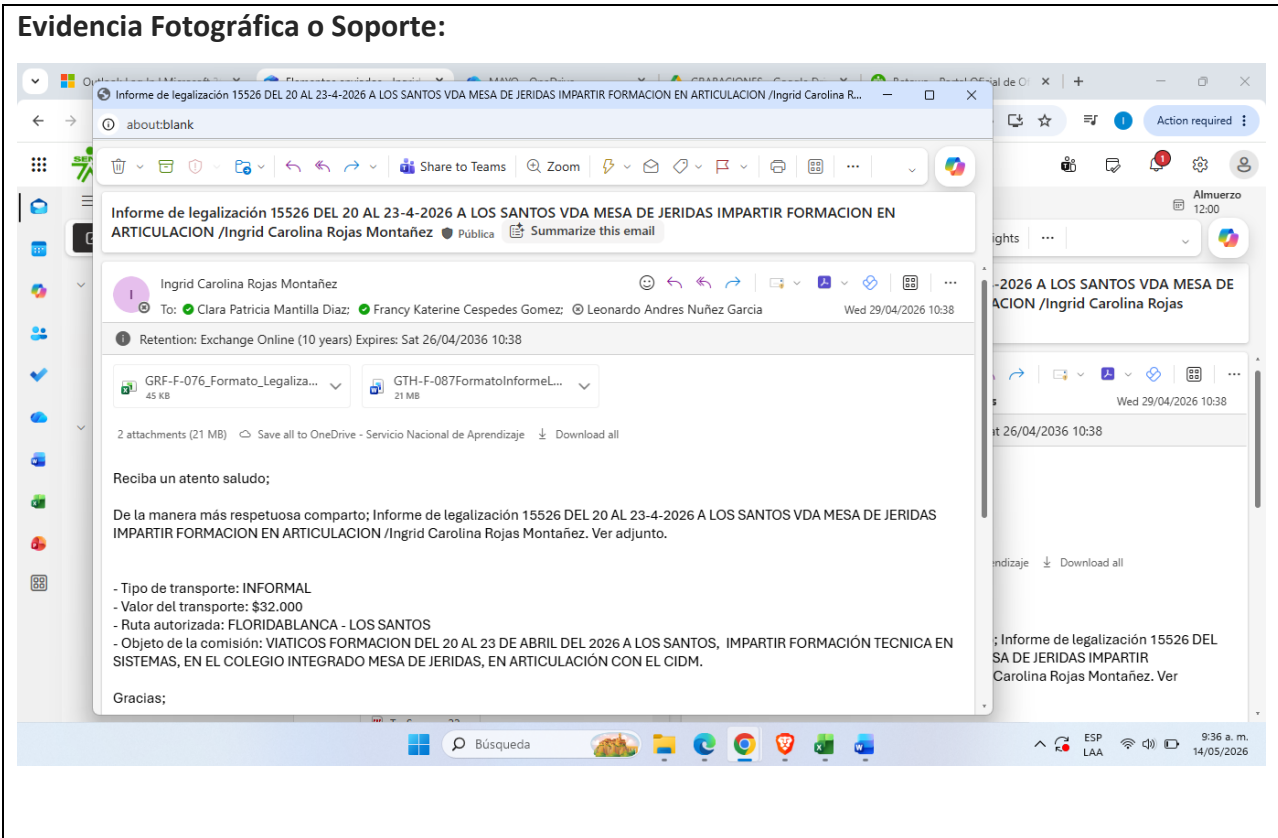 Evidencia Fotográfica o Soporte:
Informe de legalización 15526 DEL 20 AL 23-4-2026 A LOS SANTOS VDA MESA DE JERIDAS IMPARTIR FORMACION EN ARTICULACION /Ingrid Carolina R...
about:blank
Action required
Share to Teams
Zoom
1
Almuerzo
12:00
Informe de legalización 15526 DEL 20 AL 23-4-2026 A LOS SANTOS VDA MESA DE JERIDAS IMPARTIR FORMACION EN
ARTICULACION /Ingrid Carolina Rojas Montañez Pública Summarize this email
ights
I
Ingrid Carolina Rojas Montañez
To: Clara Patricia Mantilla Diaz; Francy Katerine Cespedes Gomez; Leonardo Andres Nuñez Garcia Wed 29/04/2026 10:38
Retention: Exchange Online (10 years) Expires: Sat 26/04/2036 10:38
GRF-F-076_Formato_Legaliza...
45 KB
GTH-F-087FormatoInformeL...
21 MB
2 attachments (21 MB) Save all to OneDrive - Servicio Nacional de Aprendizaje Download all
Reciba un atento saludo;
De la manera más respetuosa comparto; Informe de legalización 15526 DEL 20 AL 23-4-2026 A LOS SANTOS VDA MESA DE JERIDAS
IMPARTIR FORMACION EN ARTICULACION /Ingrid Carolina Rojas Montañez. Ver adjunto.
- Tipo de transporte: INFORMAL
- Valor del transporte: $32.000
- Ruta autorizada: FLORIDABLANCA - LOS SANTOS
- Objeto de la comisión: VIATICOS FORMACION DEL 20 AL 23 DE ABRIL DEL 2026 A LOS SANTOS, IMPARTIR FORMACIÓN TECNICA EN
SISTEMAS, EN EL COLEGIO INTEGRADO MESA DE JERIDAS, EN ARTICULACIÓN CON EL CIDM.
Gracias;
-2026 A LOS SANTOS VDA MESA DE
ACION /Ingrid Carolina Rojas
Wed 29/04/2026 10:38
at 26/04/2036 10:38
endizaje Download all
; Informe de legalización 15526 DEL
SA DE JERIDAS IMPARTIR
Carolina Rojas Montañez. Ver
Búsqueda
ESP
LAA
9:36 a. m.
14/05/2026